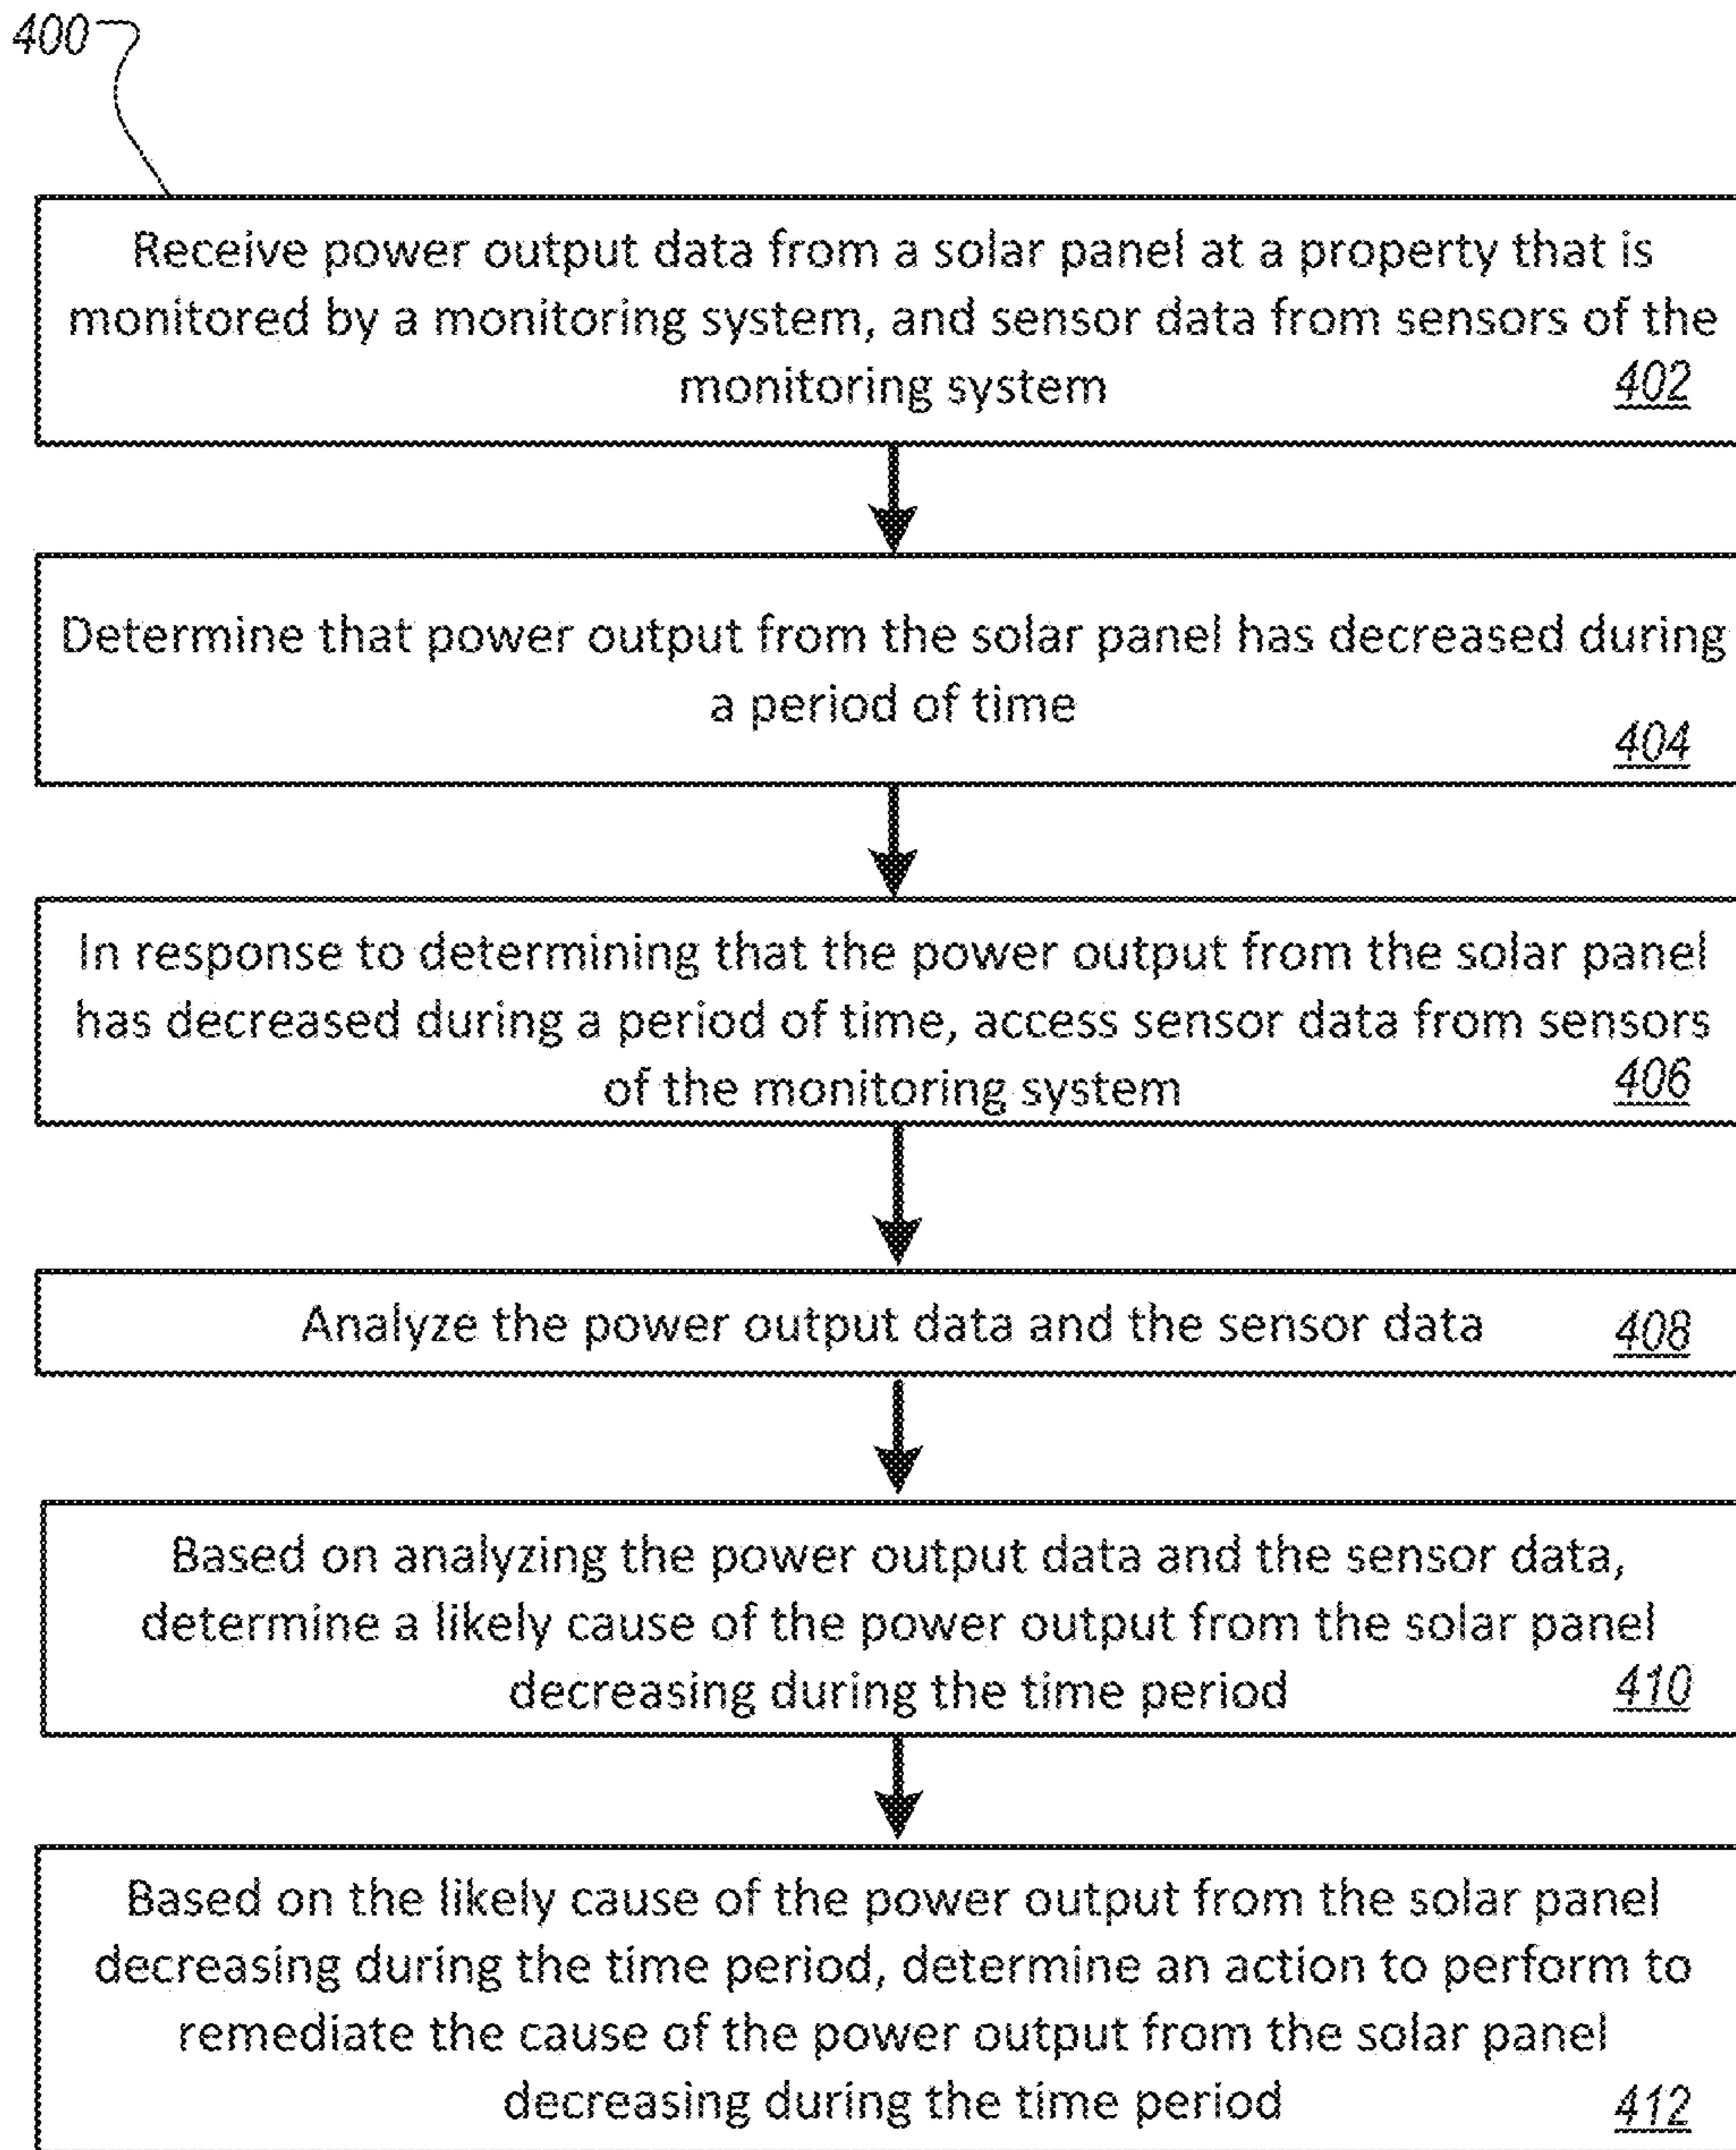 400
Receive power output data from a solar panel at a property that is
monitored by a monitoring system, and sensor data from sensors of the
monitoring system
402
Determine that power output from the solar panel has decreased during
a period of time
404
In response to determining that the power output from the solar panel
has decreased during a period of time, access sensor data from sensors
of the monitoring system
406
Analyze the power output data and the sensor data
408
Based on analyzing the power output data and the sensor data,
determine a likely cause of the power output from the solar panel
decreasing during the time period
410
Based on the likely cause of the power output from the solar panel
decreasing during the time period, determine an action to perform to
remediate the cause of the power output from the solar panel
decreasing during the time period
412